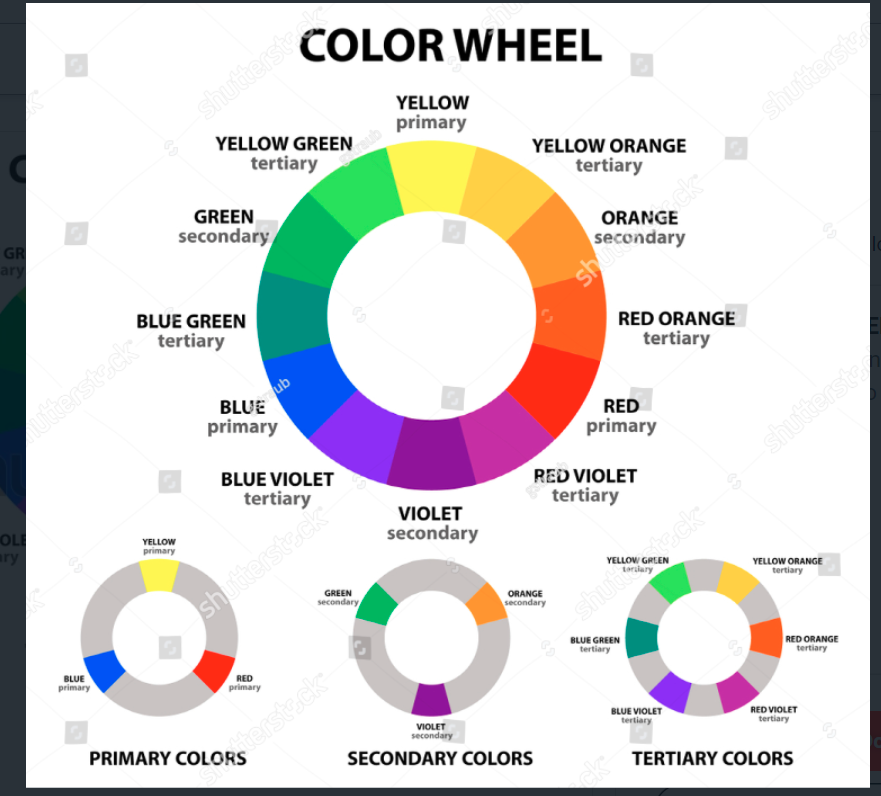 COLOR WHEEL
YELLOW
primary
YELLOW GREEN
tertiary
YELLOW ORANGE
tertiary
GREEN
secondary
ORANGE
secondary
BLUE GREEN
tertiary
RED ORANGE
tertiary
BLUE
primary
RED
primary
BLUE VIOLET
tertiary
RED VIOLET
tertiary
VIOLET
secondary
YELLOW
primary
BLUE
primary
RED
primary
PRIMARY COLORS
GREEN
secondary
ORANGE
secondary
VIOLET
secondary
SECONDARY COLORS
YELLOW GREEN
tertiary
YELLOW ORANGE
tertiary
BLUE GREEN
tertiary
RED ORANGE
tertiary
BLUE VIOLET
tertiary
RED VIOLET
tertiary
TERTIARY COLORS
shutterstock